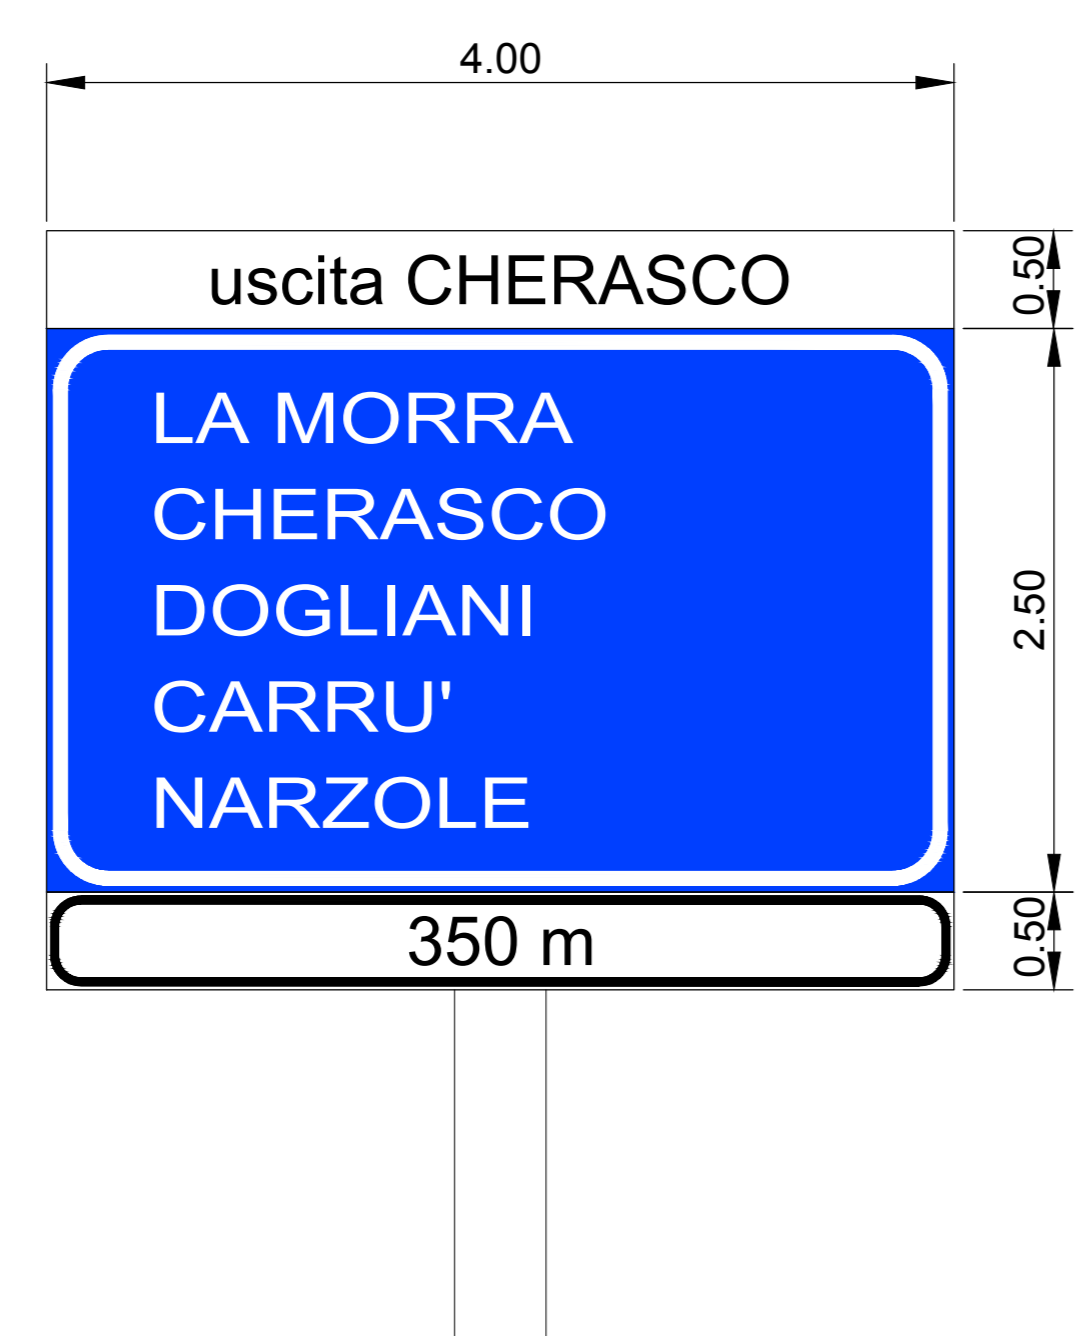 4.00
uscita CHERASCO
0.50
LA MORRA
CHERASCO
DOGLIANI
CARRU'
NARZOLE
2.50
350 m
0.50